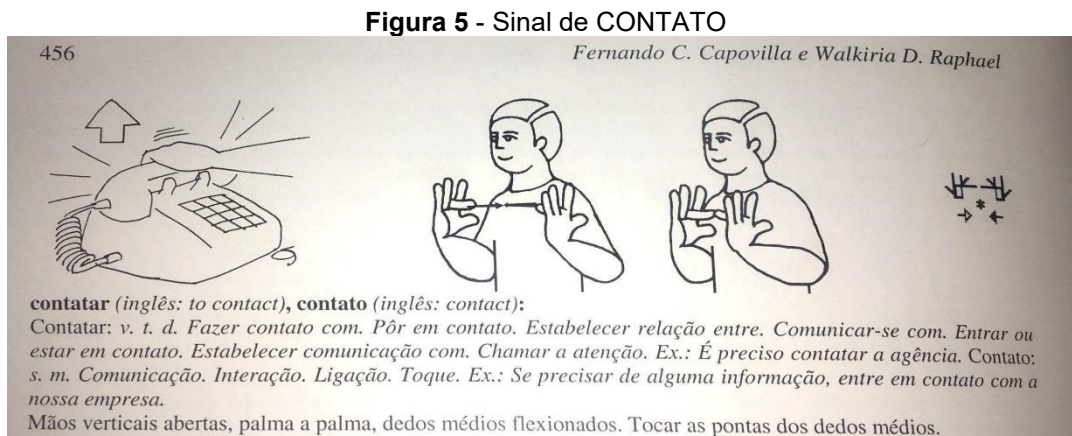 Figura 5 - Sinal de CONTATO
456
Fernando C. Capovilla e Walkiria D. Raphael
contatar (inglês: to contact), contato (inglês: contact):
Contatar: v. t. d. Fazer contato com. Pôr em contato. Estabelecer relação entre. Comunicar-se com. Entrar ou
estar em contato. Estabelecer comunicação com. Chamar a atenção. Ex.: É preciso contatar a agência. Contato:
s. m. Comunicação. Interação. Ligação. Toque. Ex.: Se precisar de alguma informação, entre em contato com a
nossa empresa.
Mãos verticais abertas, palma a palma, dedos médios flexionados. Tocar as pontas dos dedos médios.